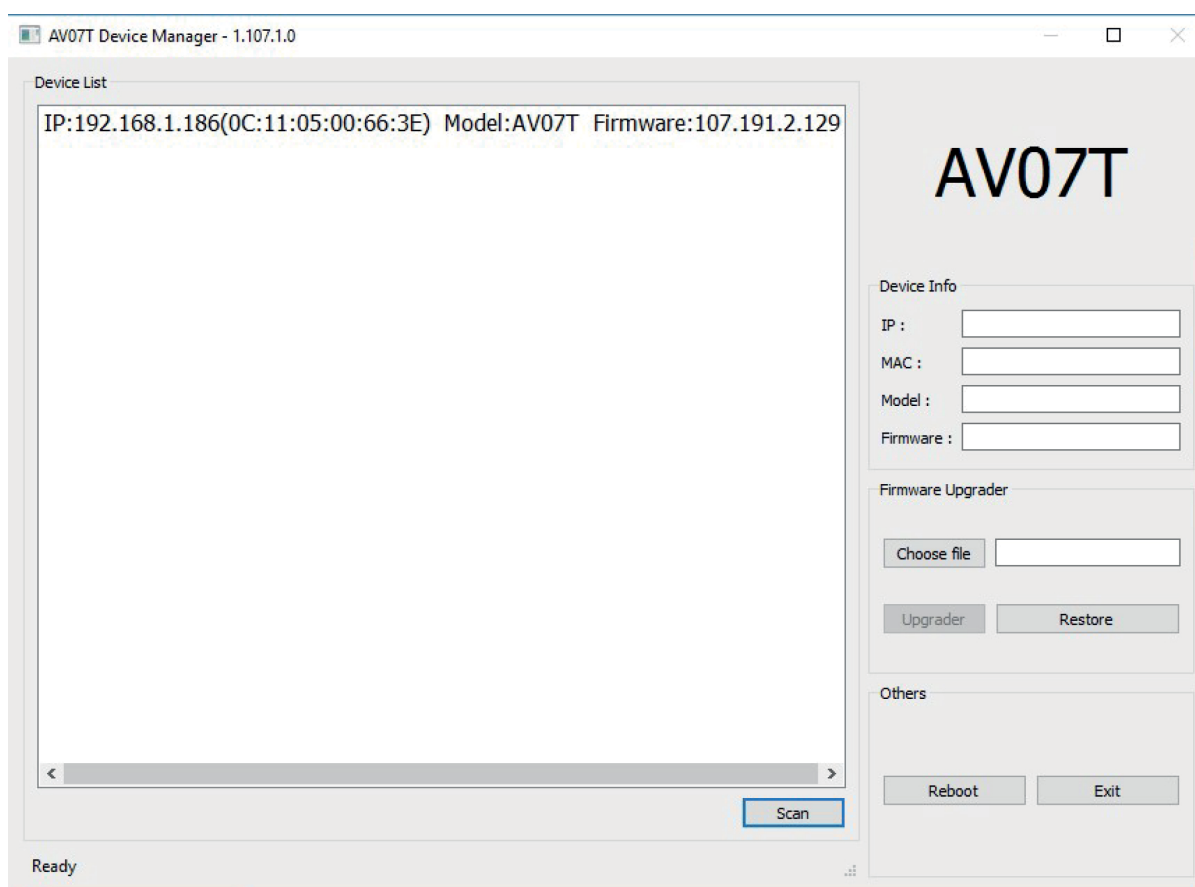 AV07T Device Manager - 1.107.1.0
Device List
IP:192.168.1.186(0C:11:05:00:66:3E) Model:AV07T Firmware:107.191.2.129
Scan
Ready
AV07T
Device Info
IP :
MAC :
Model :
Firmware :
Firmware Upgrader
Choose file
Upgrader Restore
Others
Reboot Exit